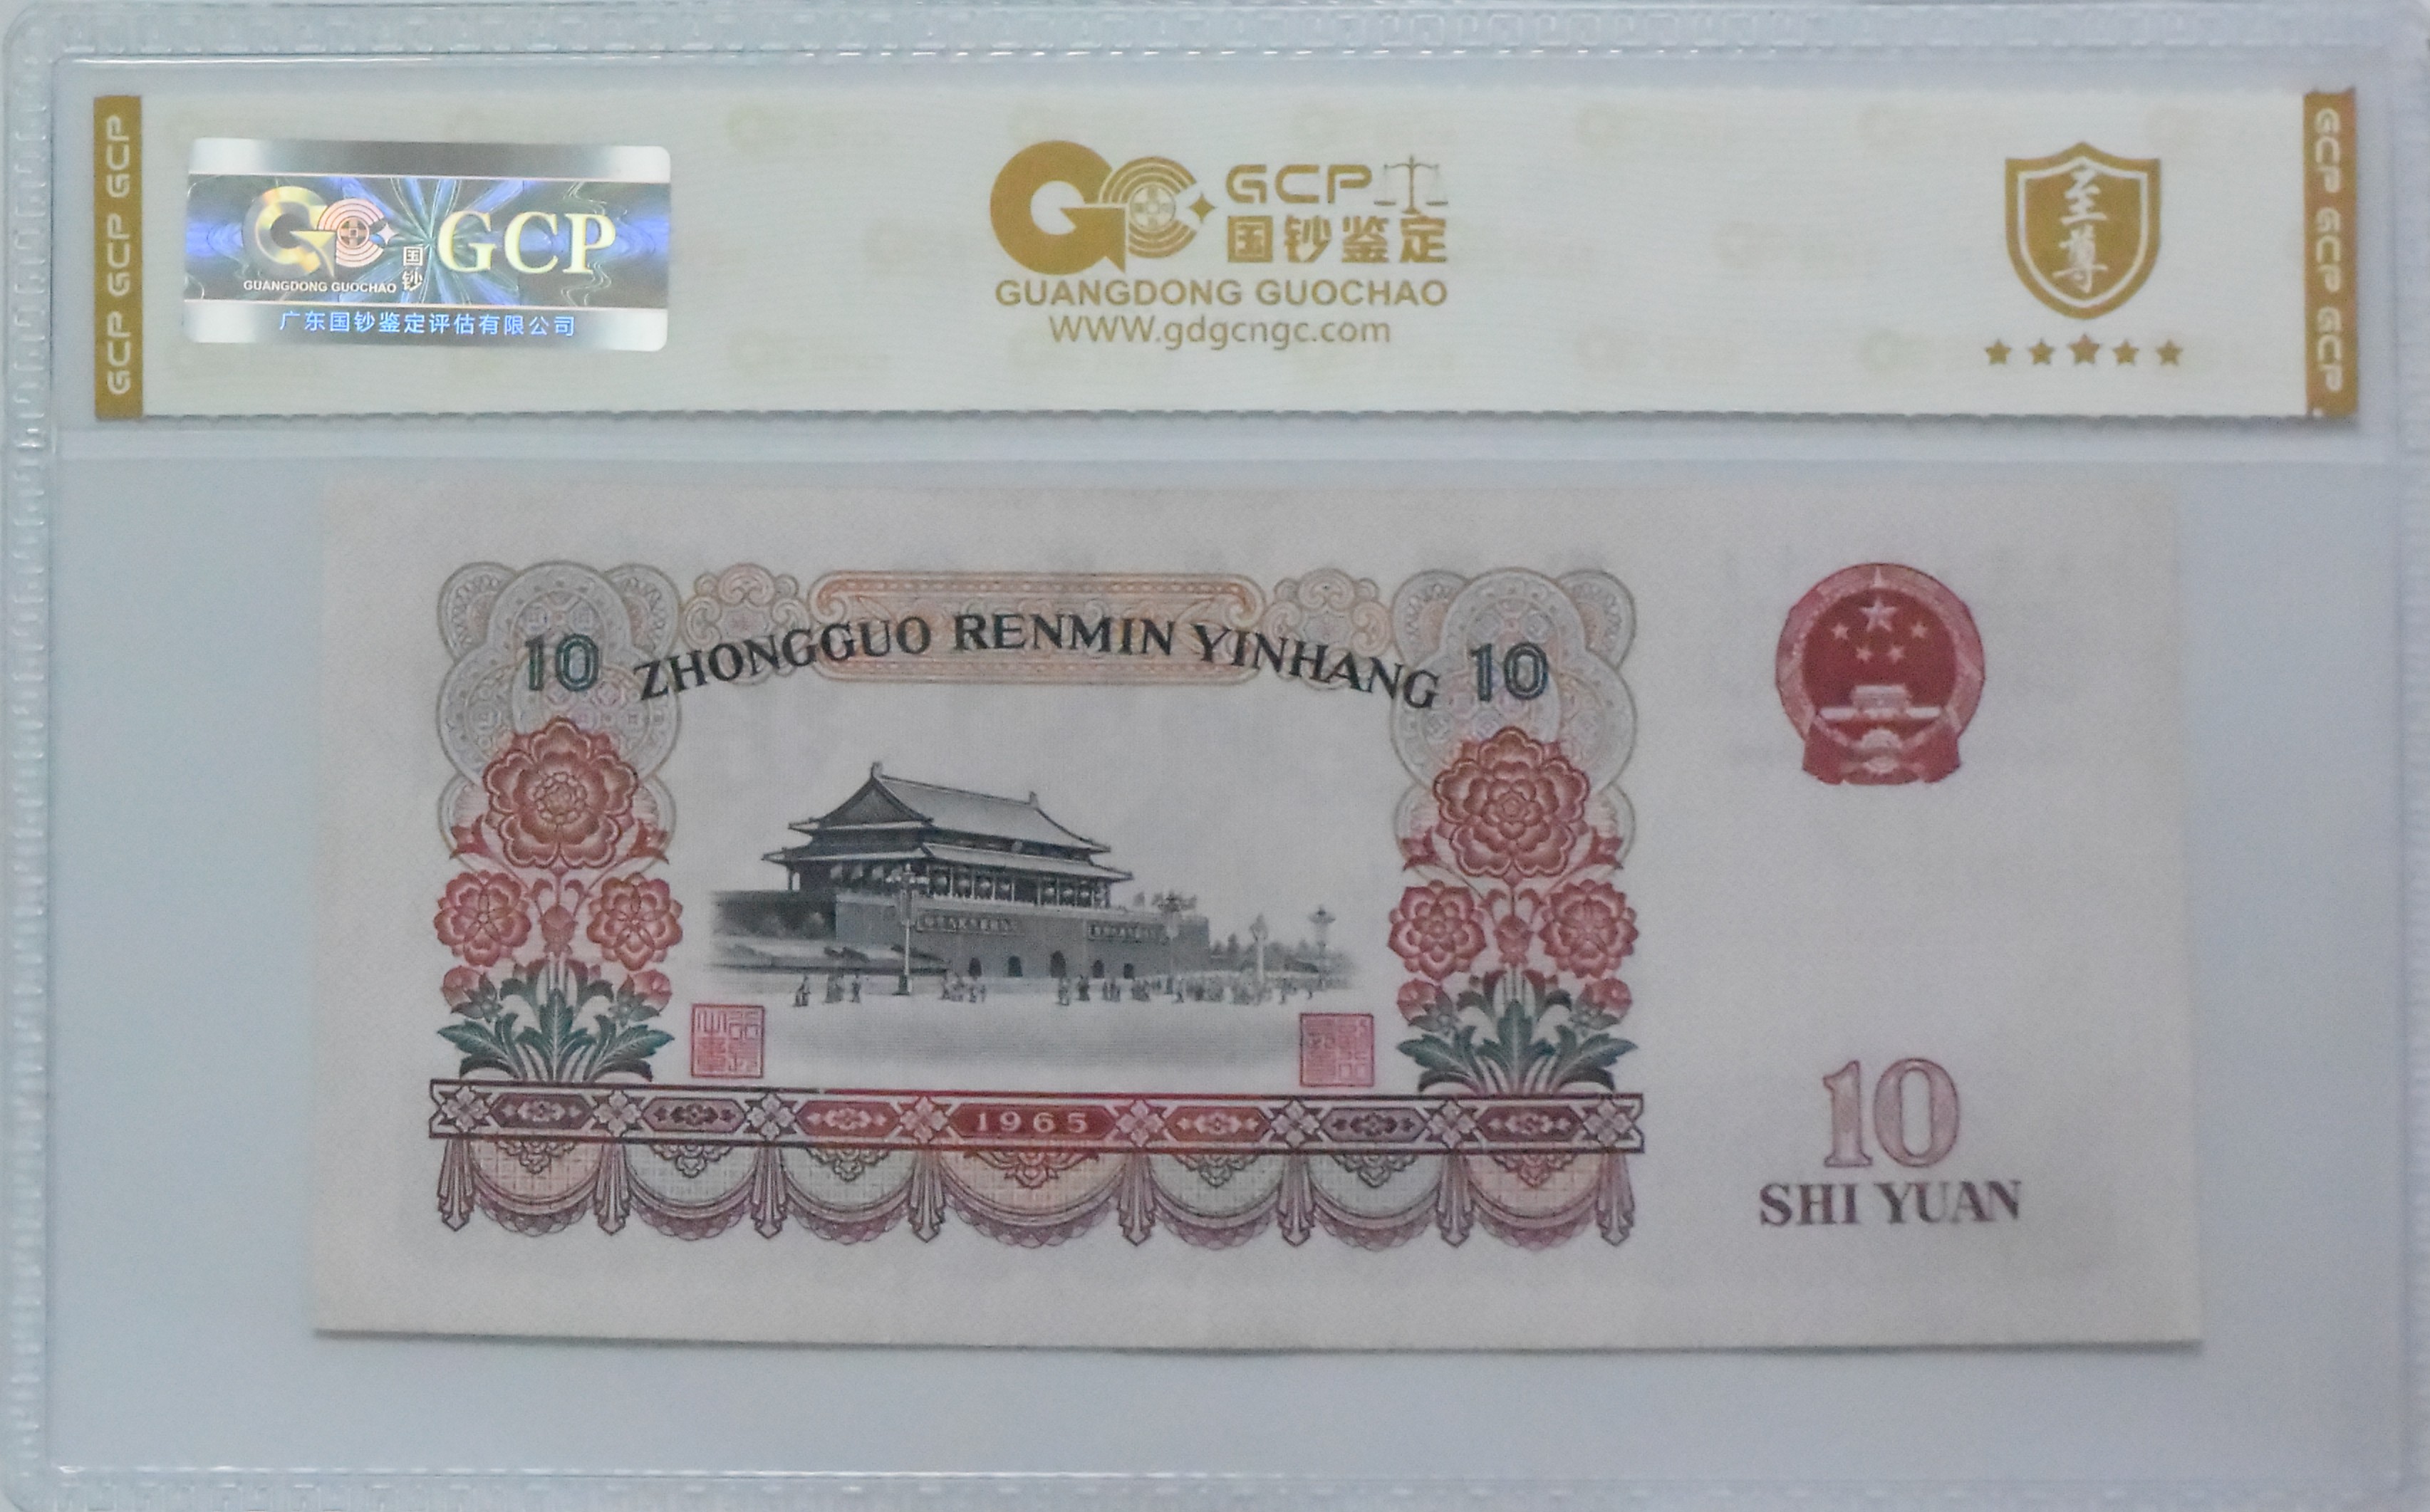 GCP GCP GCP
GCP
国钞
GUANGDONG GUOCHAO
广东国钞鉴定评估有限公司
GCP
国钞鉴定
GUANGDONG GUOCHAO
WWW.gdgcngc.com
至尊
GCP GCP GCP
10 ZHONGGUO RENMIN YINHANG 10
1965
10
SHI YUAN